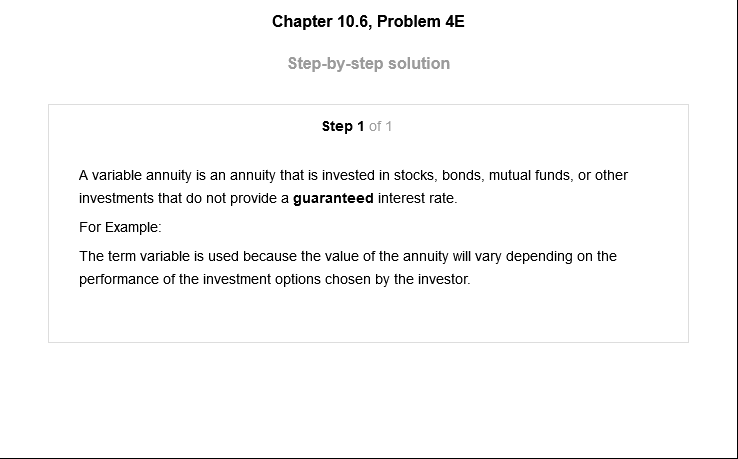 Chapter 10.6, Problem 4E
Step-by-step solution
Step 1 of 1
A variable annuity is an annuity that is invested in stocks, bonds, mutual funds, or other
investments that do not provide a guaranteed interest rate.
For Example:
The term variable is used because the value of the annuity will vary depending on the
performance of the investment options chosen by the investor.